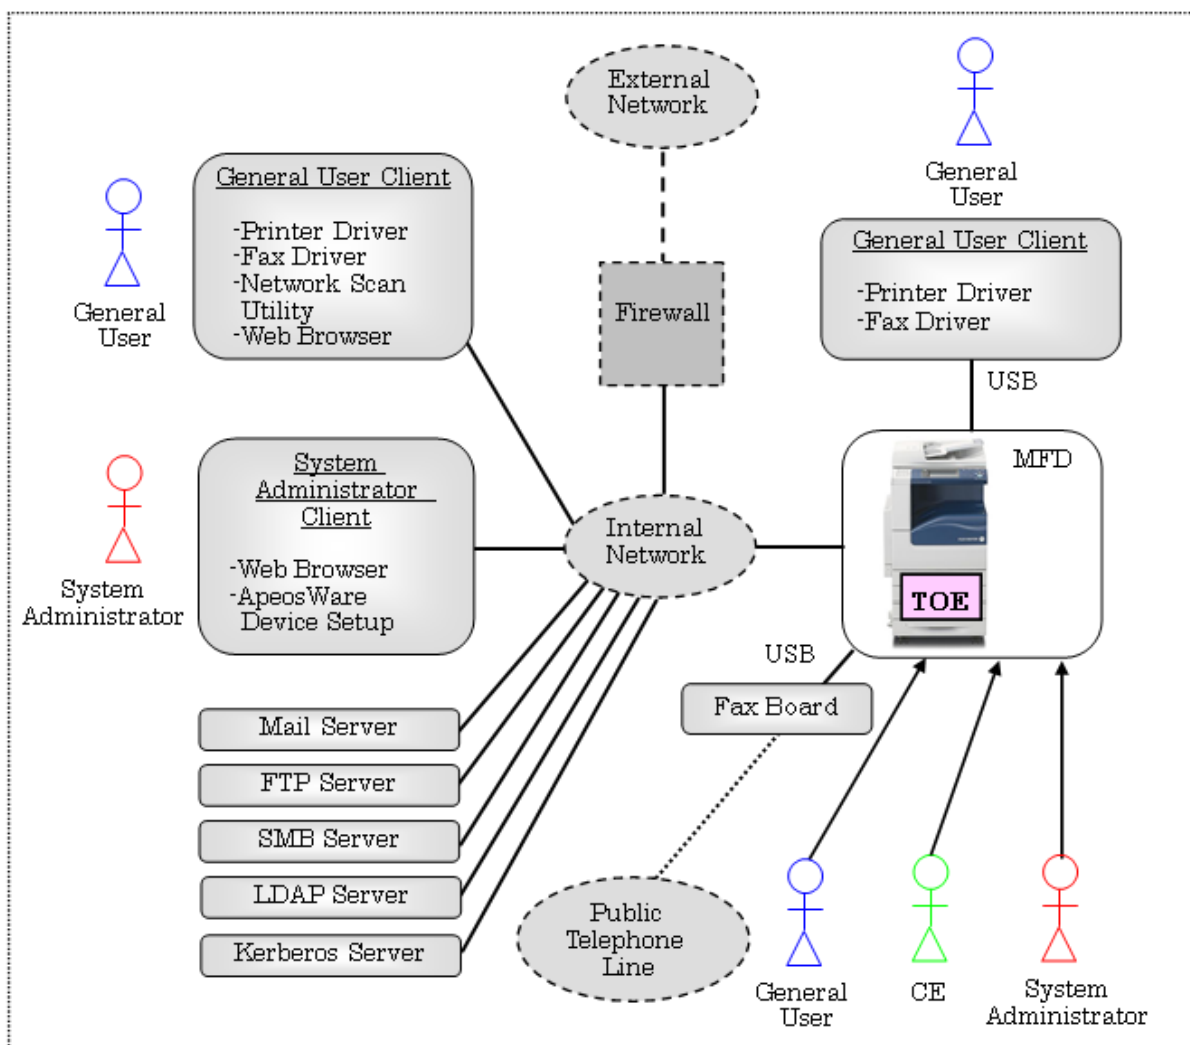 External
Network
General
User
General User Client
-Printer Driver
-Fax Driver
-Network Scan
Utility
-Web Browser
General
User
Firewall
General User Client
-Printer Driver
-Fax Driver
USB
System
Administrator
Client
-Web Browser
-ApeosWare
Device Setup
System
Administrator
Internal
Network
MFD
TOE
USB
Fax Board
Mail Server
FTP Server
SMB Server
LDAP Server
Kerberos Server
Public
Telephone
Line
General
User
CE
System
Administrator